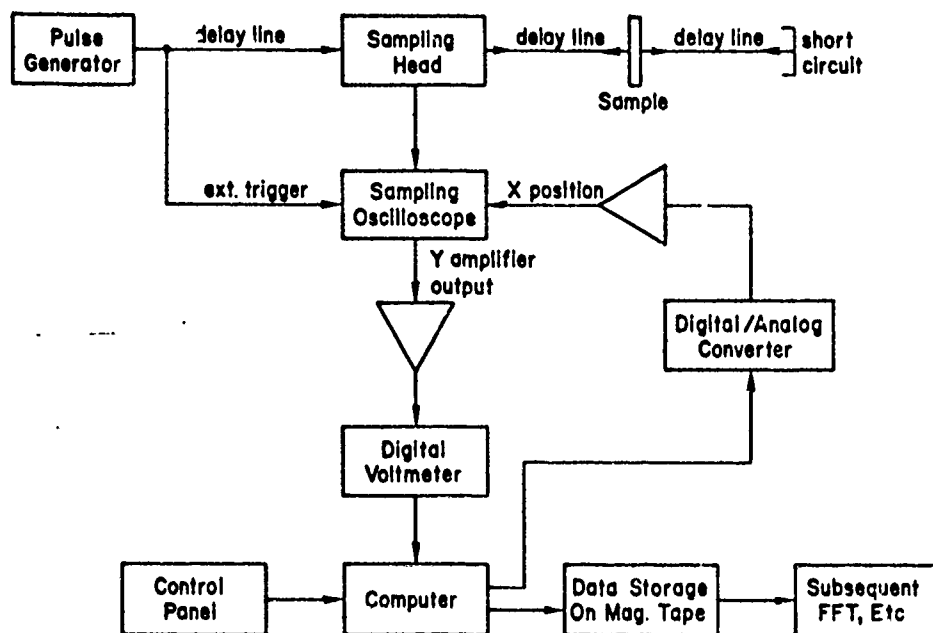 Pulse
Generator
delay line
Sampling
Head
delay line
delay line
short
circuit
Sample
ext. trigger
Sampling
Oscilloscope
X position
Y amplifier
output
Digital/Analog
Converter
Digital
Voltmeter
Control
Panel
Computer
Data Storage
On Mag. Tape
Subsequent
FFT, Etc